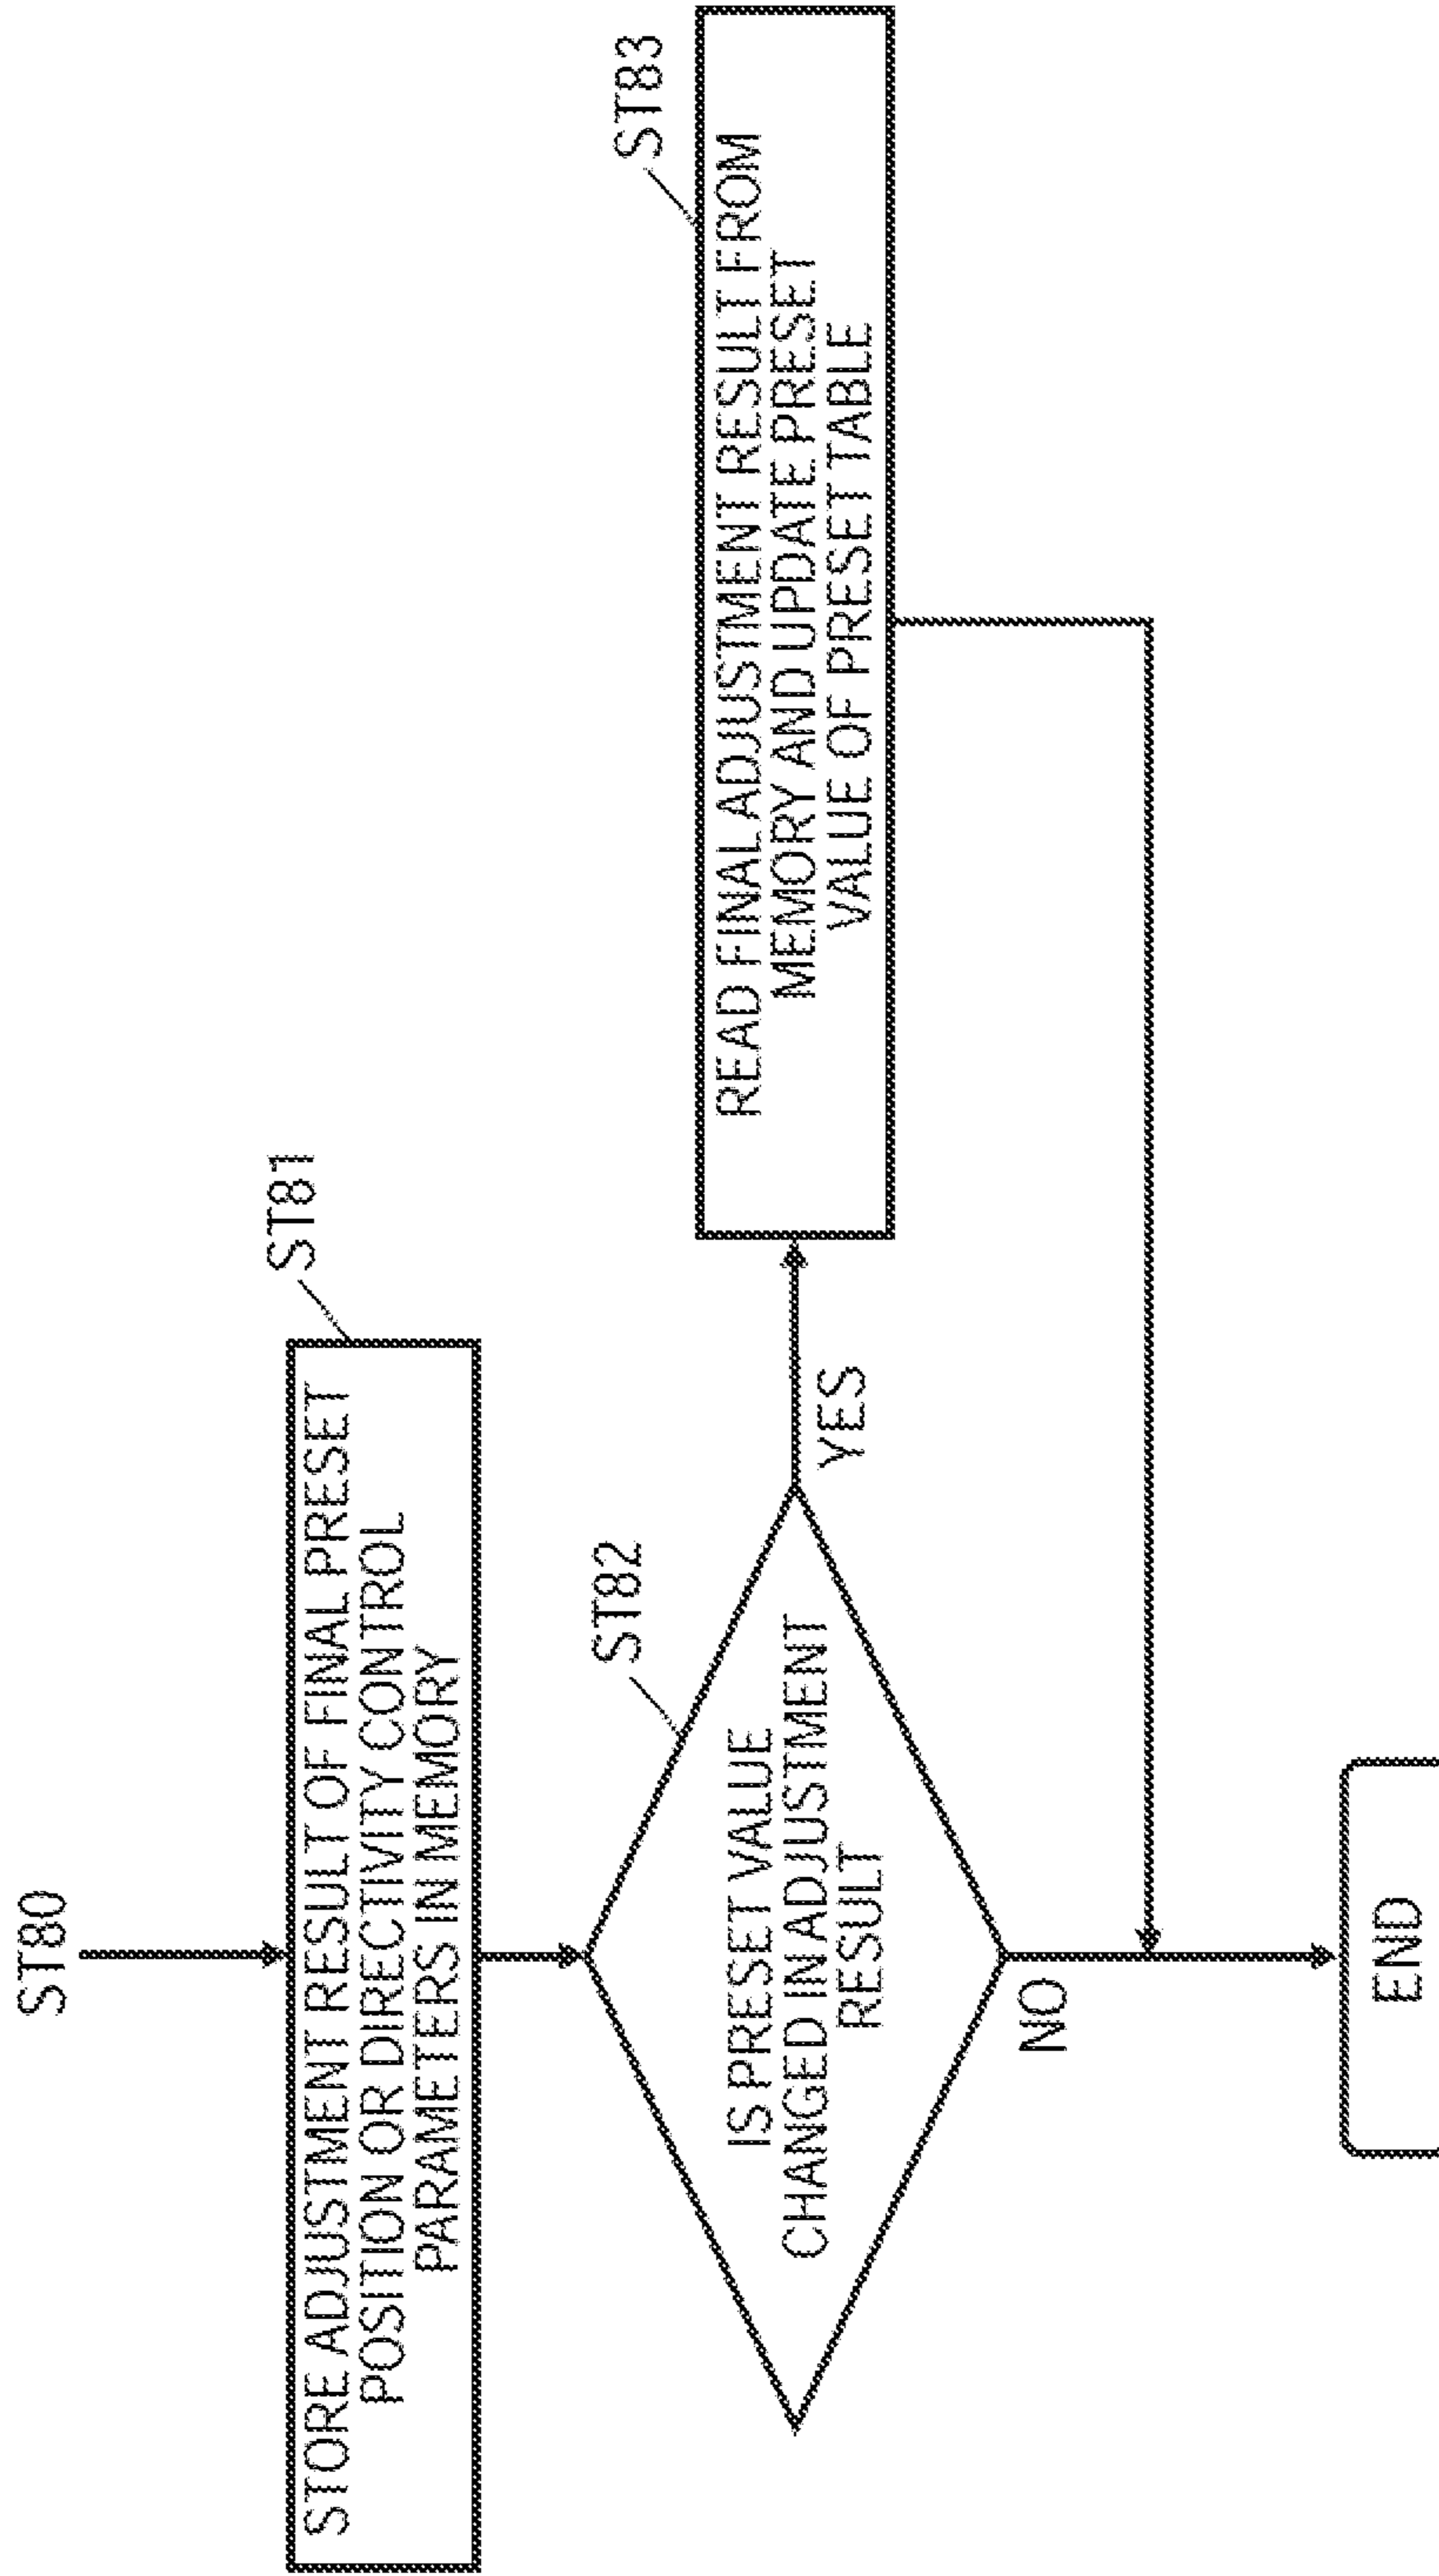 ST80
ST81
STORE ADJUSTMENT RESULT OF FINAL PRESET
POSITION OR DIRECTIVITY CONTROL
PARAMETERS IN MEMORY
ST82
IS PRESET VALUE
CHANGED IN ADJUSTMENT
RESULT
YES
ST83
READ FINAL ADJUSTMENT RESULT FROM
MEMORY AND UPDATE PRESET
VALUE OF PRESET TABLE
NO
END